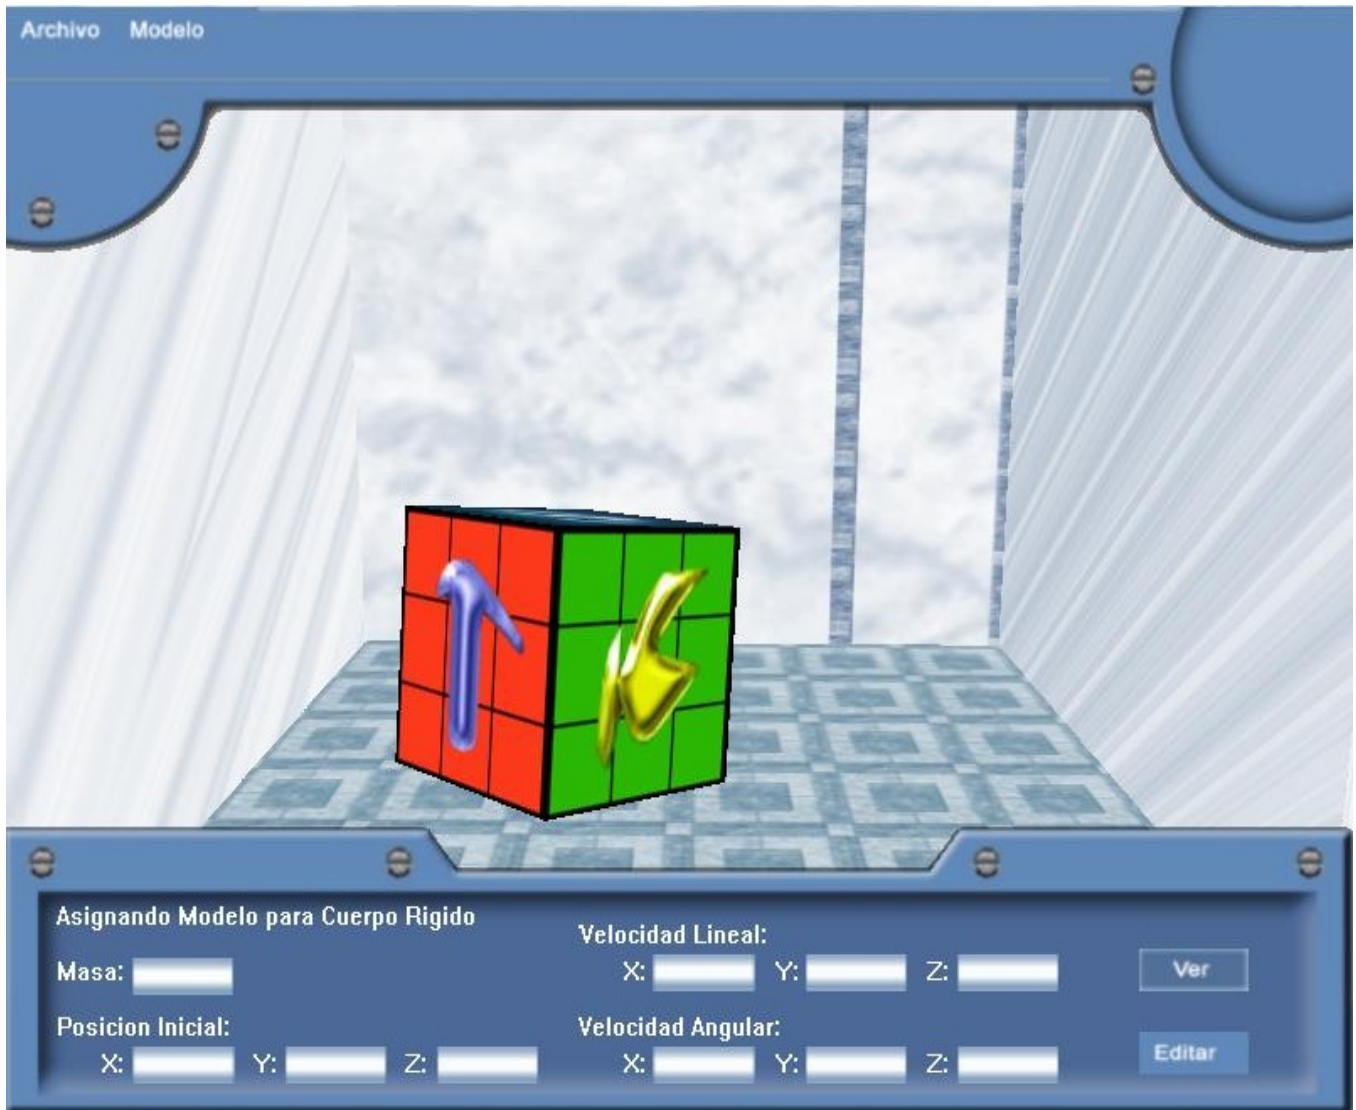 Archivo Modelo
Asignando Modelo para Cuerpo Rigido
Masa:
Posicion Inicial:
X: Y: Z:
Velocidad Lineal:
X: Y: Z:
Velocidad Angular:
X: Y: Z:
Ver
Editar